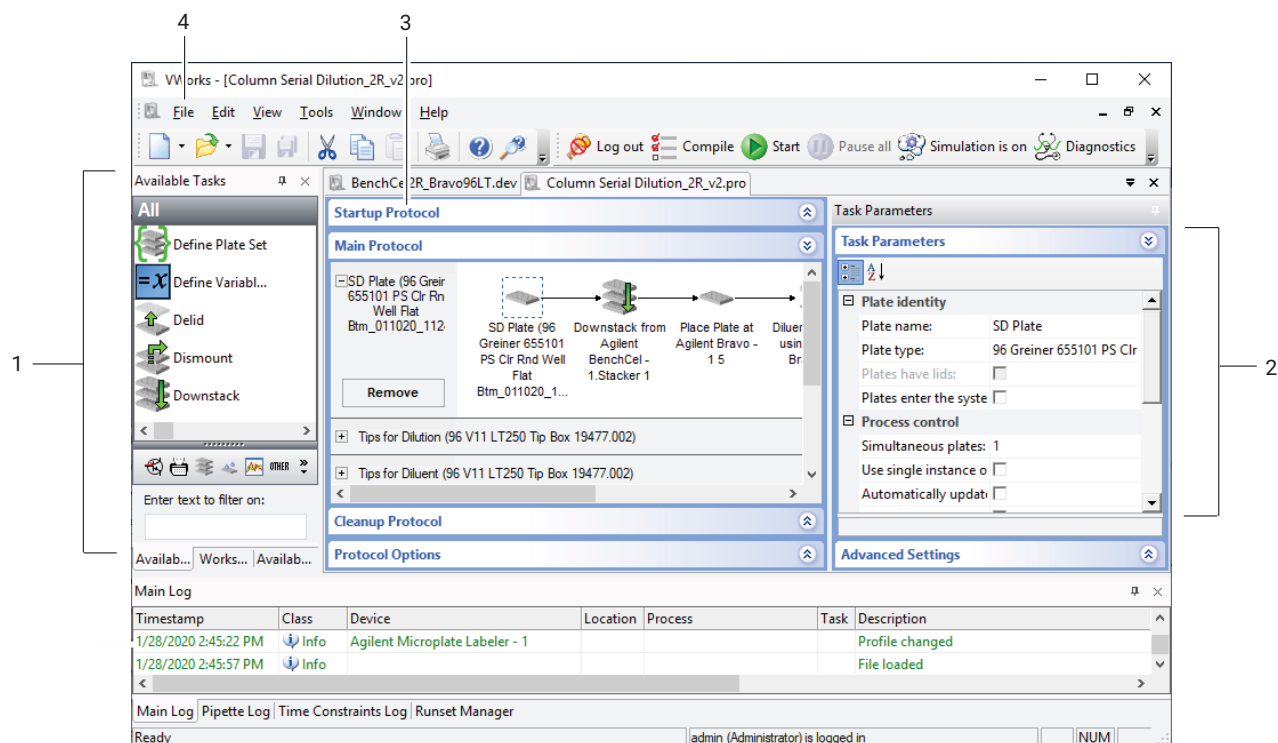 4
3
VWorks - [Column Serial Dilution_2R_v2.pro]
File Edit View Tools Window Help
Log out Compile Start Pause all Simulation is on Diagnostics
1
2
Available Tasks
All
Define Plate Set
=x Define Variabl...
Delid
Dismount
Downstack
OTHER
Enter text to filter on:
Availab... Works... Availab...
BenchCel2R_Bravo96LT.dev Column Serial Dilution_2R_v2.pro
Startup Protocol
Main Protocol
SD Plate (96 Greir
655101 PS Clr Rn
Well Flat
Btm_011020_112
Remove
SD Plate (96
Greiner 655101
PS Clr Rnd Well
Flat
Btm_011020_1...
Downstack from
Agilent
BenchCel -
1.Stacker 1
Place Plate at
Agilent Bravo -
1 5
Diluer
usin
Br
Tips for Dilution (96 V11 LT250 Tip Box 19477.002)
Tips for Diluent (96 V11 LT250 Tip Box 19477.002)
Cleanup Protocol
Protocol Options
Task Parameters
Task Parameters
A
Z
Plate identity
Plate name: SD Plate
Plate type: 96 Greiner 655101 PS Clr
Plates have lids:
Plates enter the syste
Process control
Simultaneous plates: 1
Use single instance o
Automatically updat
Advanced Settings
Main Log
Timestamp Class Device Location Process Task Description
1/28/2020 2:45:22 PM Info Agilent Microplate Labeler - 1 Profile changed
1/28/2020 2:45:57 PM Info File loaded
Main Log Pipette Log Time Constraints Log Runset Manager
Ready admin (Administrator) is logged in NUM